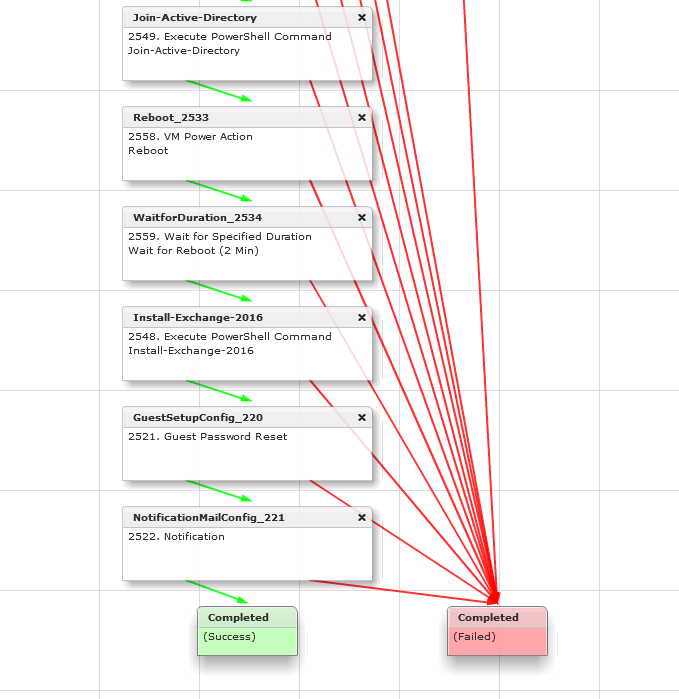 Join-Active-Directory
2549. Execute PowerShell Command
Join-Active-Directory
Reboot_2533
2558. VM Power Action
Reboot
WaitforDuration_2534
2559. Wait for Specified Duration
Wait for Reboot (2 Min)
Install-Exchange-2016
2548. Execute PowerShell Command
Install-Exchange-2016
GuestSetupConfig_220
2521. Guest Password Reset
NotificationMailConfig_221
2522. Notification
Completed
(Success)
Completed
(Failed)